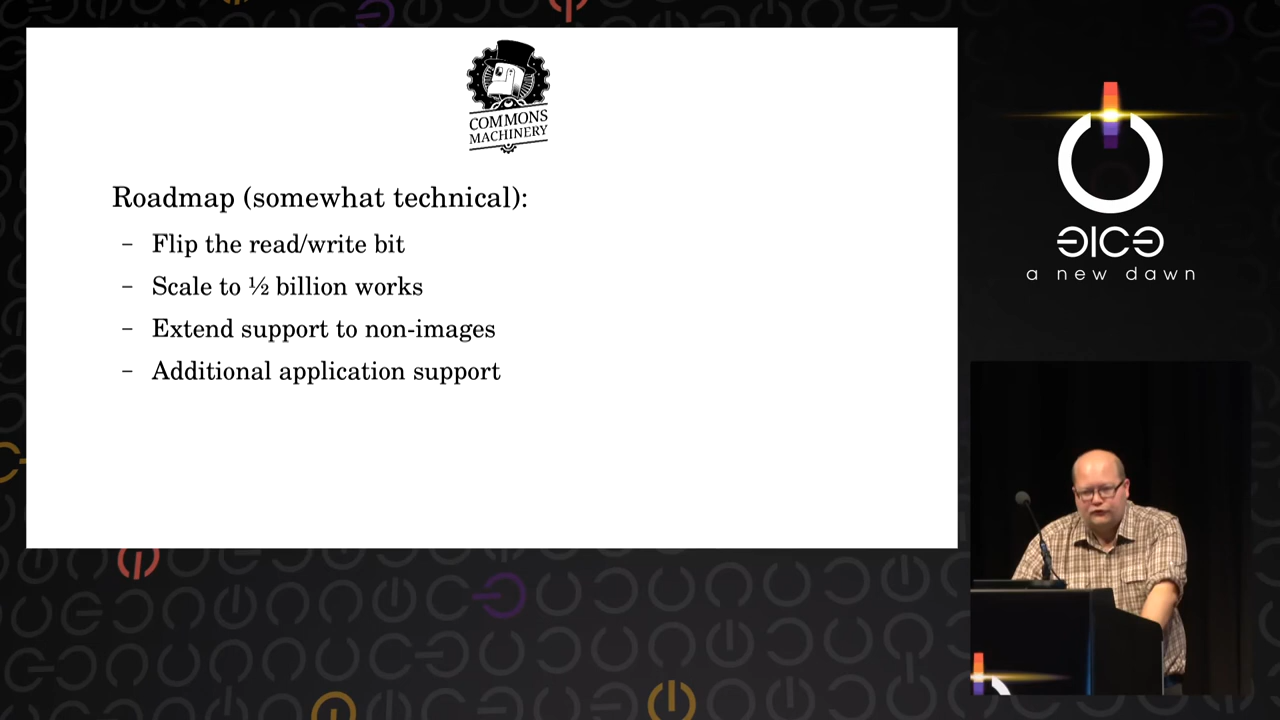 COMMONS
MACHINERY
Roadmap (somewhat technical):
– Flip the read/write bit
– Scale to ½ billion works
– Extend support to non-images
– Additional application support
31C3
a new dawn